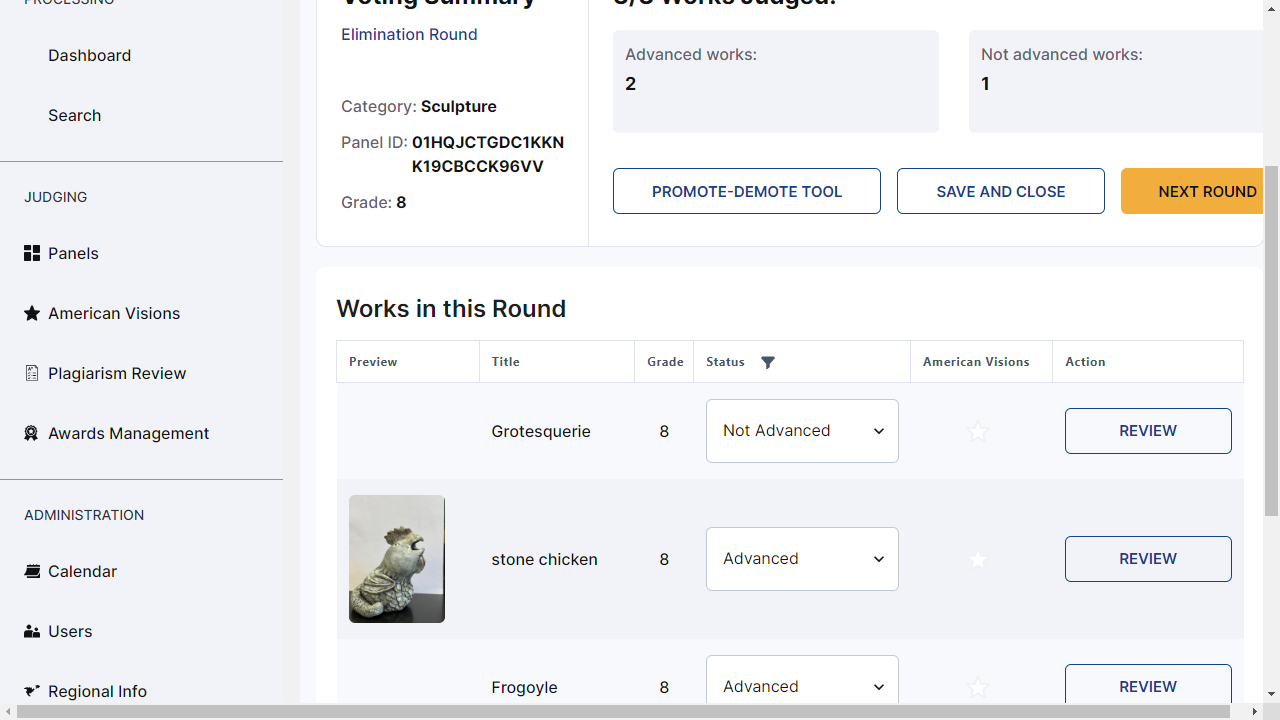 PROCESSING
Dashboard
Search
JUDGING
Panels
American Visions
Plagiarism Review
Awards Management
ADMINISTRATION
Calendar
Users
Regional Info
Voting Summary
Elimination Round
Category: Sculpture
Panel ID: 01HQJCTGDC1KKN
K19CBCCK96VV
Grade: 8
3/3 Works Judged!
Advanced works:
2
Not advanced works:
1
PROMOTE-DEMOTE TOOL
SAVE AND CLOSE
NEXT ROUND
Works in this Round
Preview Title Grade Status American Visions Action
Grotesquerie 8 Not Advanced REVIEW
stone chicken 8 Advanced REVIEW
Frogoyle 8 Advanced REVIEW